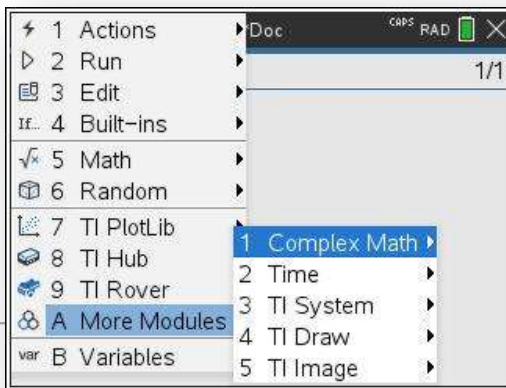 1 Actions
Doc
CAPS RAD
2 Run
1/1
3 Edit
If... 4 Built-ins
√x 5 Math
6 Random
7 TI PlotLib
8 TI Hub
9 TI Rover
A More Modules
var B Variables
1 Complex Math
2 Time
3 TI System
4 TI Draw
5 TI Image